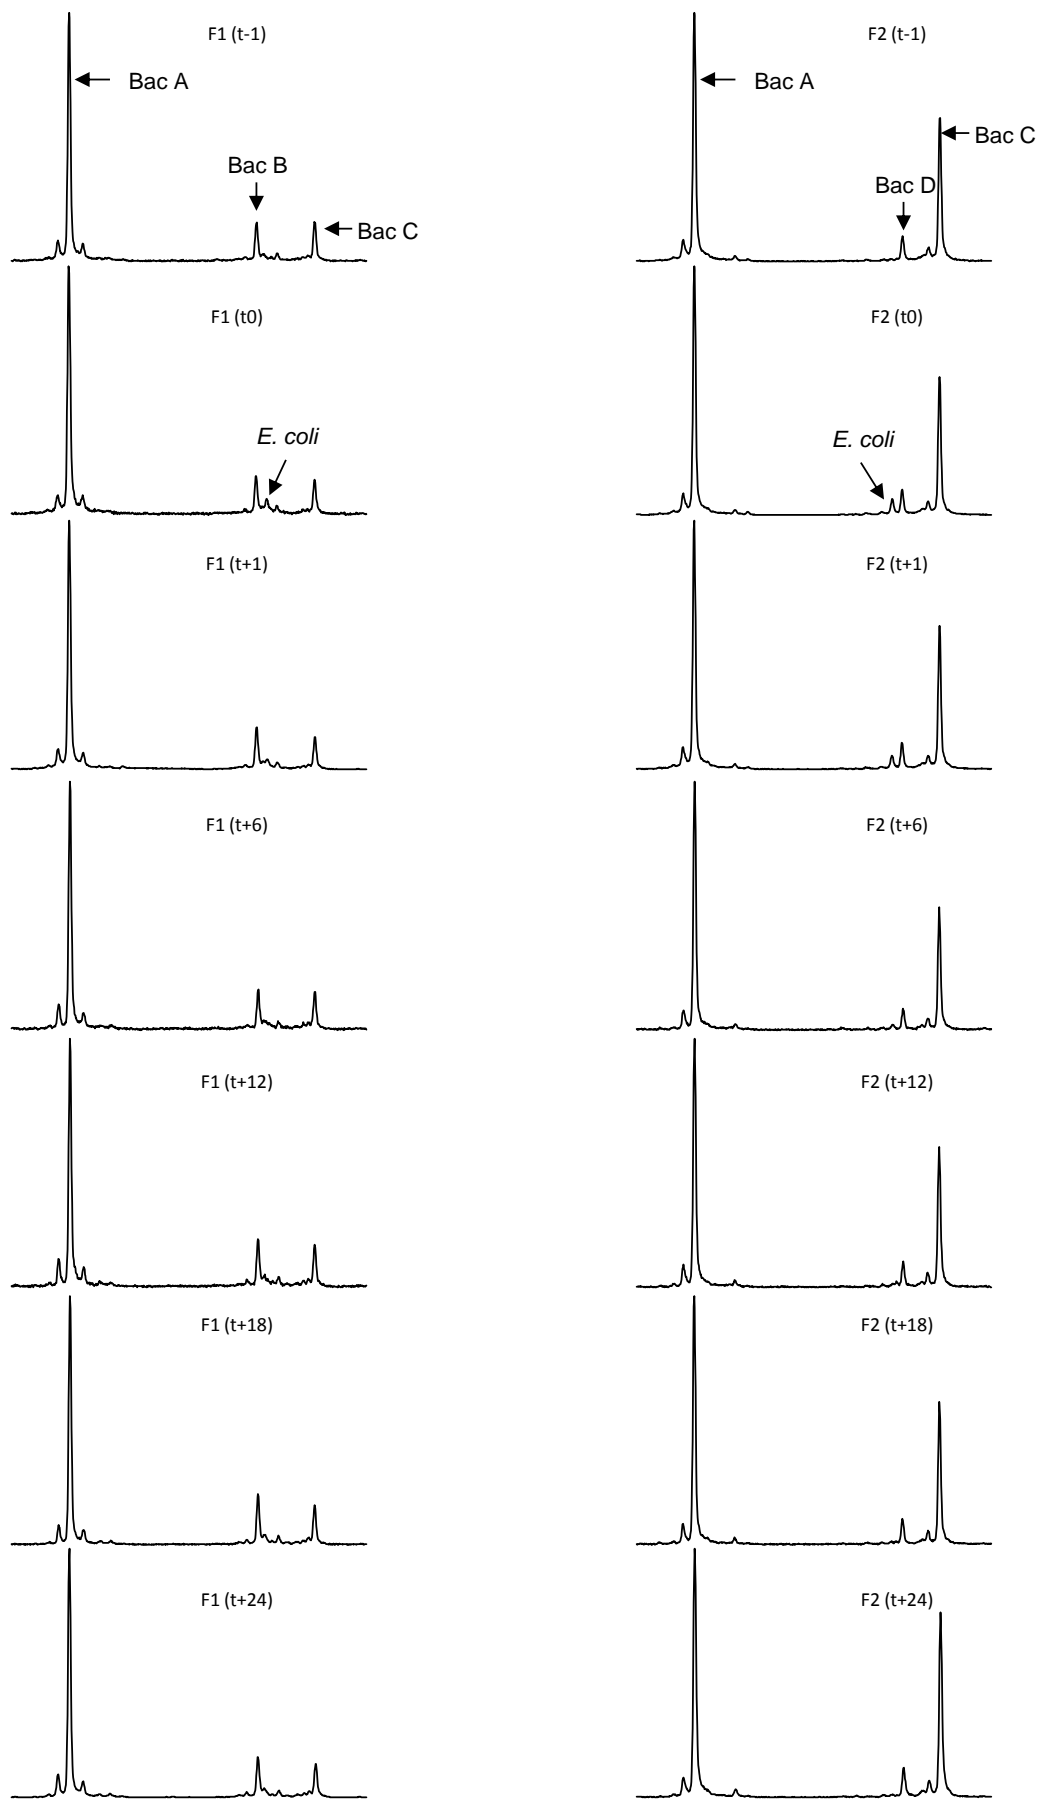 F1 (t-1)
F2 (t-1)
Bac A
Bac A
Bac C
Bac B
Bac D
Bac C
F1 (t0)
F2 (t0)
E. coli
E. coli
F1 (t+1)
F2 (t+1)
F1 (t+6)
F2 (t+6)
F1 (t+12)
F2 (t+12)
F1 (t+18)
F2 (t+18)
F1 (t+24)
F2 (t+24)